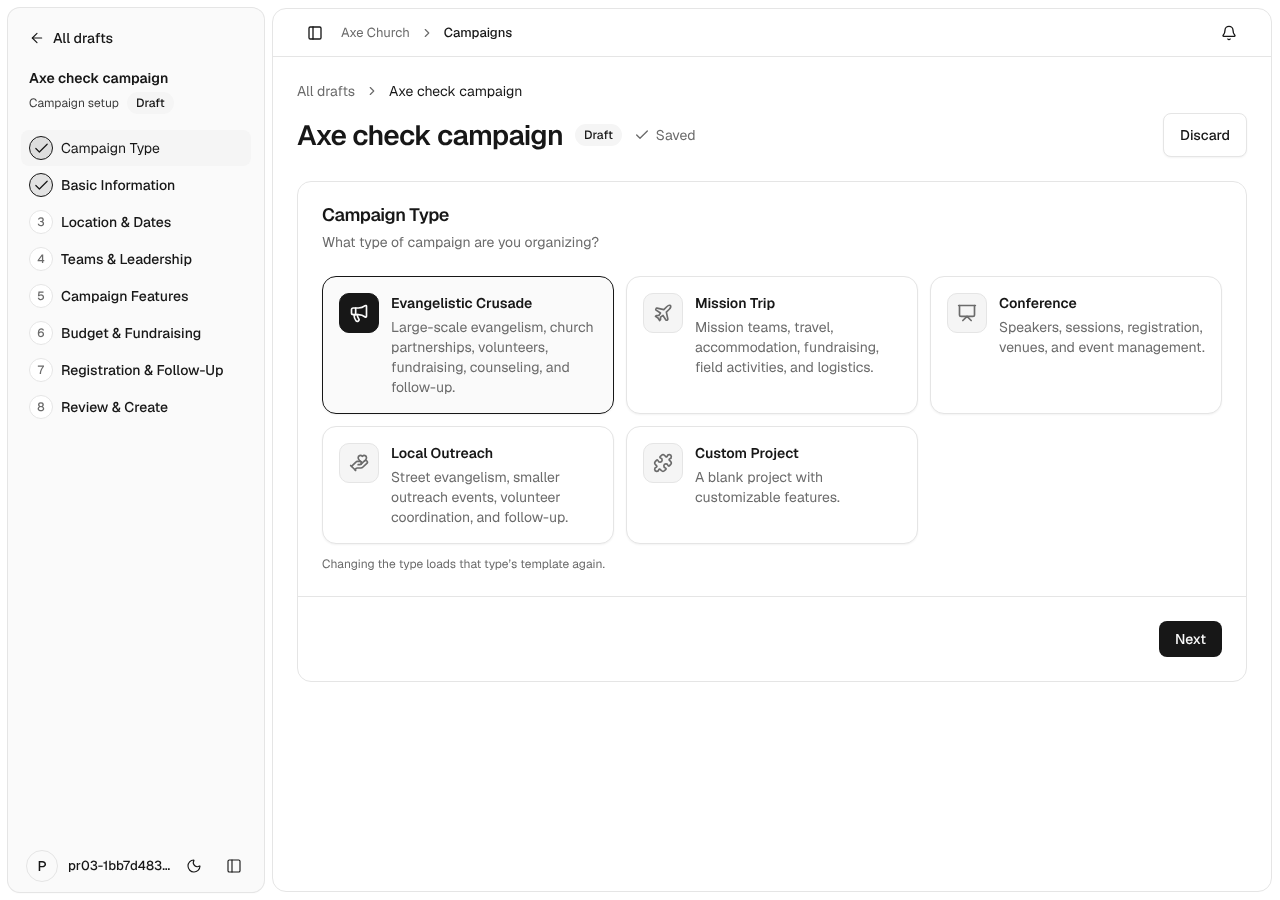 All drafts
Axe check campaign
Campaign setup Draft
Campaign Type
Basic Information
3 Location & Dates
4 Teams & Leadership
5 Campaign Features
6 Budget & Fundraising
7 Registration & Follow-Up
8 Review & Create
P pr03-1bb7d483...
Axe Church Campaigns
All drafts Axe check campaign
Axe check campaign Draft Saved
Discard
Campaign Type
What type of campaign are you organizing?
Evangelistic Crusade
Large-scale evangelism, church
partnerships, volunteers,
fundraising, counseling, and
follow-up.
Mission Trip
Mission teams, travel,
accommodation, fundraising,
field activities, and logistics.
Conference
Speakers, sessions, registration,
venues, and event management.
Local Outreach
Street evangelism, smaller
outreach events, volunteer
coordination, and follow-up.
Custom Project
A blank project with
customizable features.
Changing the type loads that type's template again.
Next